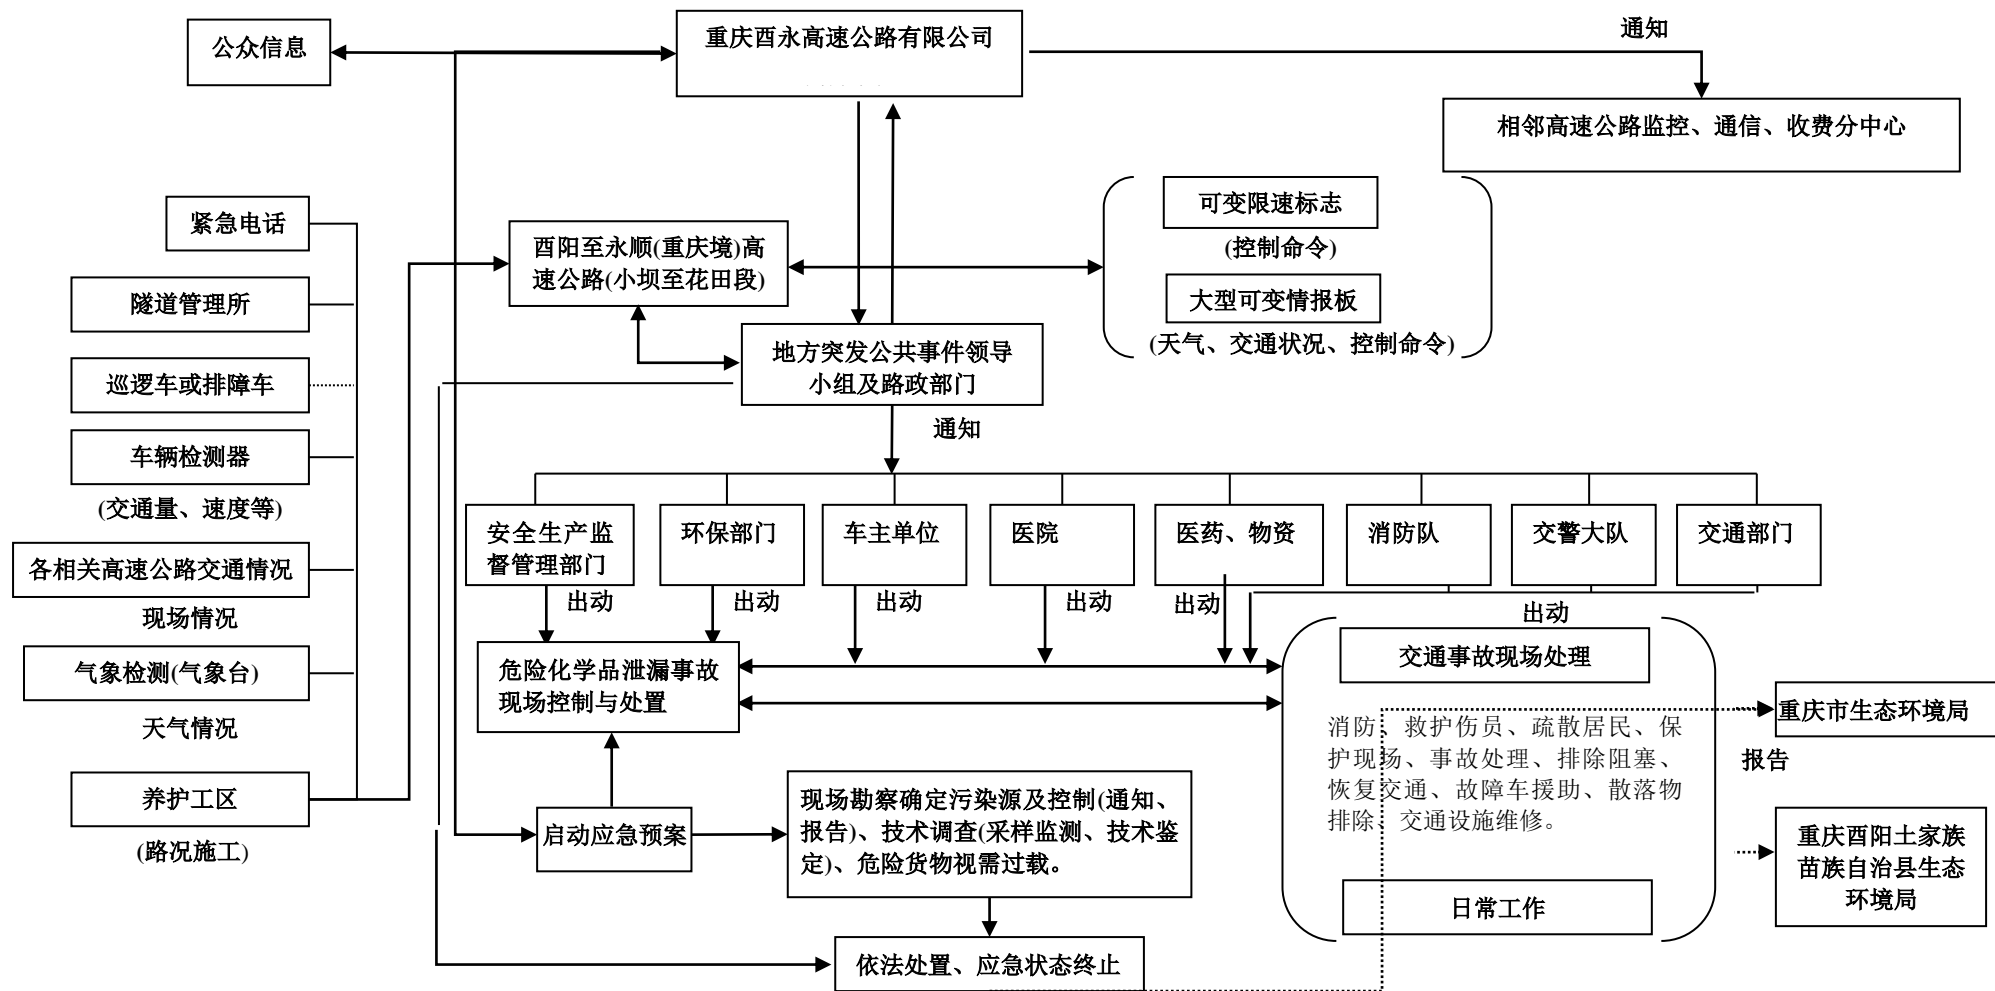 公众信息
重庆酉永高速公路有限公司
通知
相邻高速公路监控、通信、收费分中心
紧急电话
隧道管理所
巡逻车或排障车
车辆检测器
(交通量、速度等)
各相关高速公路交通情况
现场情况
气象检测(气象台)
天气情况
养护工区
(路况施工)
酉阳至永顺(重庆境)高
速公路(小坝至花田段)
可变限速标志
(控制命令)
大型可变情报板
(天气、交通状况、控制命令)
地方突发公共事件领导
小组及路政部门
通知
安全生产监
督管理部门
环保部门
车主单位
医院
医药、物资
消防队
交警大队
交通部门
出动
出动
出动
出动
出动
出动
危险化学品泄漏事故
现场控制与处置
交通事故现场处理
消防、救护伤员、疏散居民、保
护现场、事故处理、排除阻塞、
恢复交通、故障车援助、散落物
排除、交通设施维修。
日常工作
重庆市生态环境局
报告
重庆酉阳土家族
苗族自治县生态
环境局
启动应急预案
现场勘察确定污染源及控制(通知、
报告)、技术调查(采样监测、技术鉴
定)、危险货物视需过载。
依法处置、应急状态终止